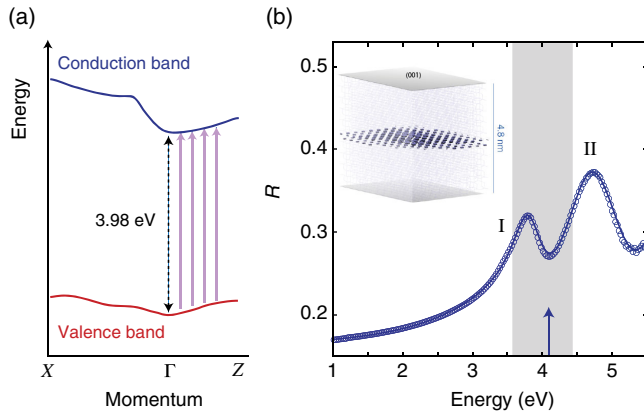 (a)
Energy
Conduction band
3.98 eV
Valence band
X
Γ
Z
Momentum
(b)
0.5
0.4
0.3
0.2
R
(001)
4.8 nm
I
II
1
2
3
4
5
Energy (eV)